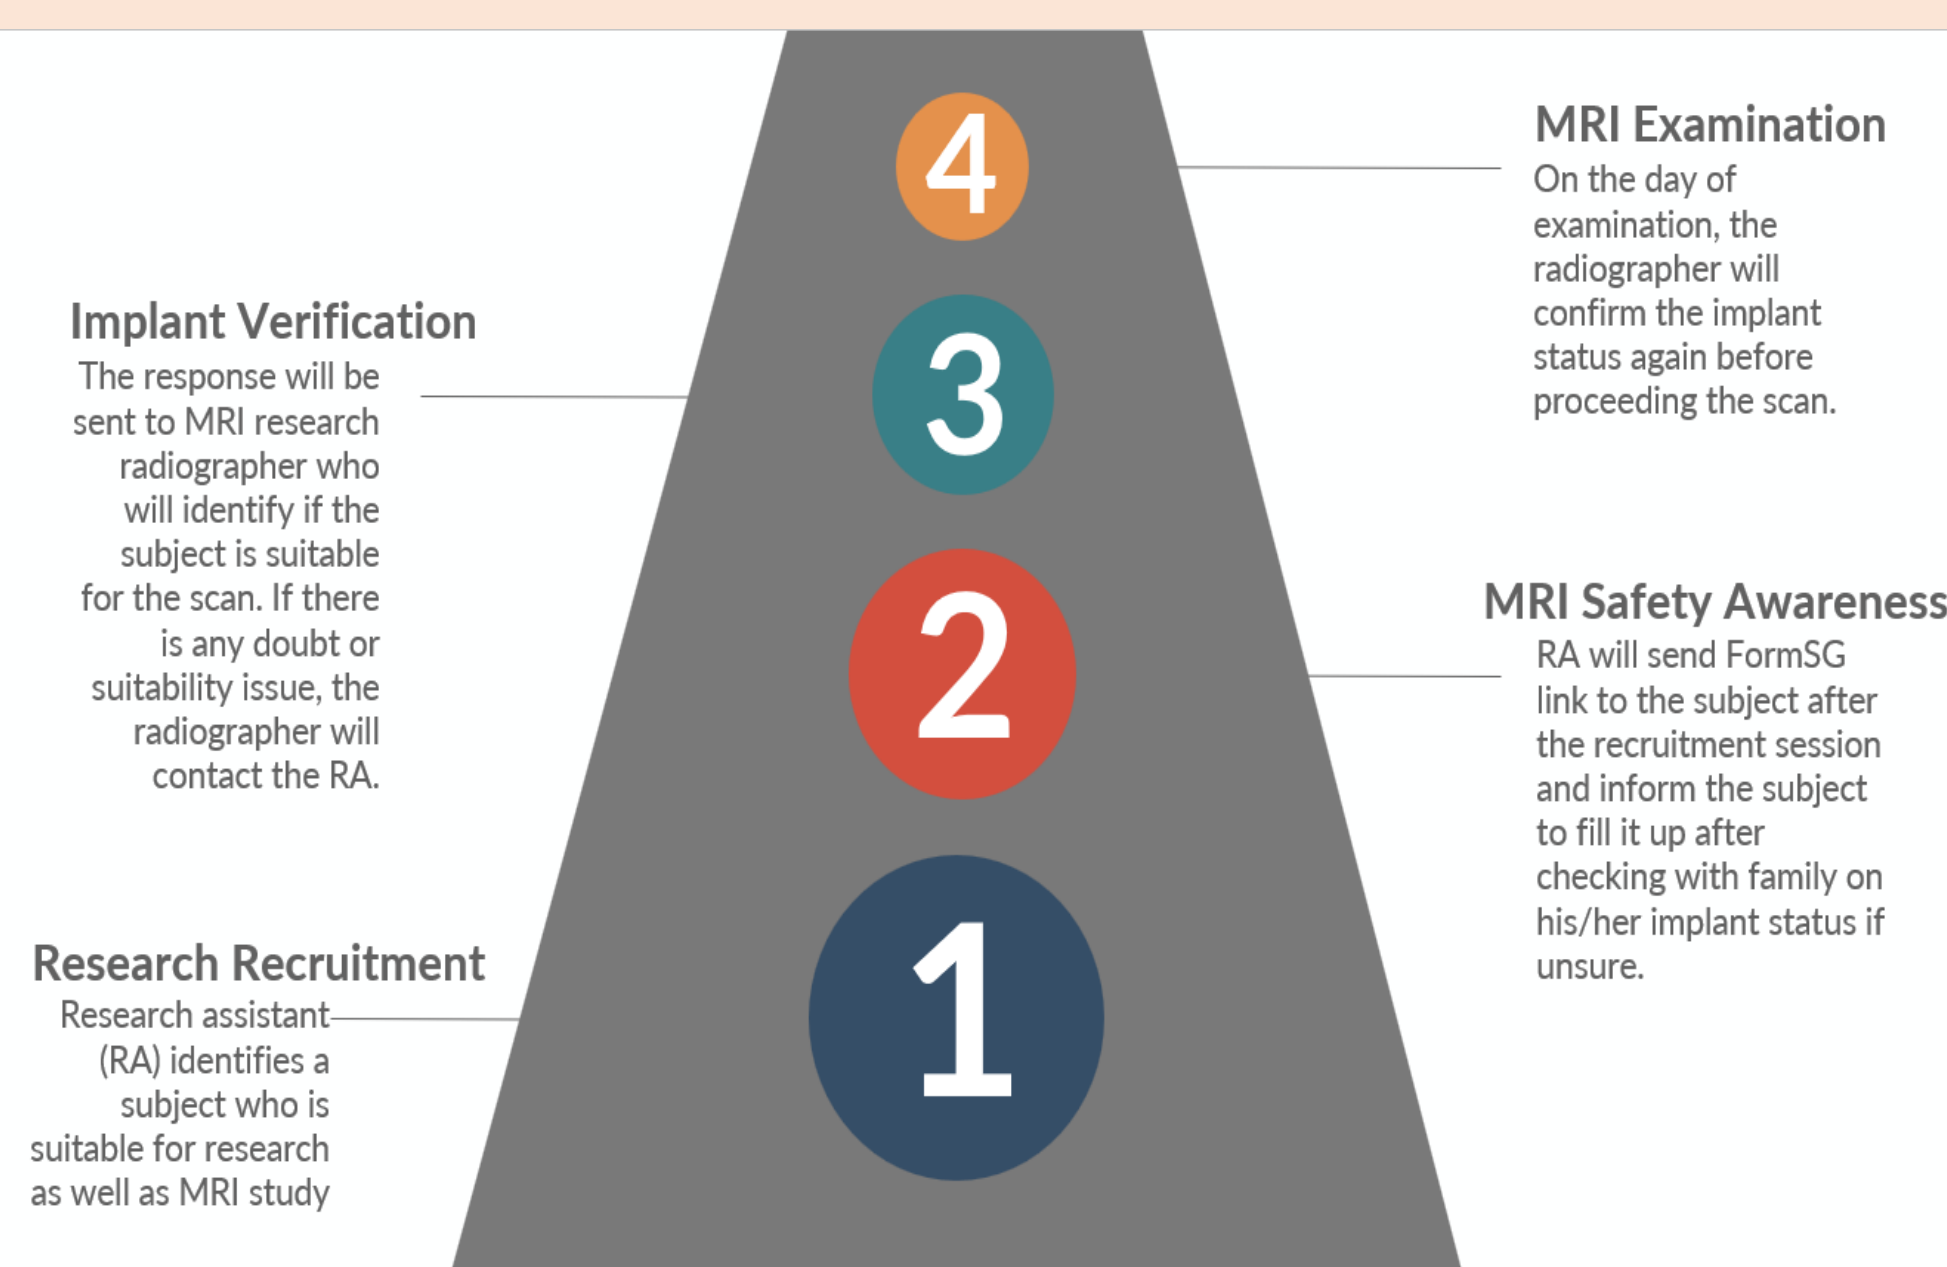 4
MRI Examination
On the day of
examination, the
radiographer will
confirm the implant
status again before
proceeding the scan.
3
Implant Verification
The response will be
sent to MRI research
radiographer who
will identify if the
subject is suitable
for the scan. If there
is any doubt or
suitability issue, the
radiographer will
contact the RA.
2
MRI Safety Awareness
RA will send FormSG
link to the subject after
the recruitment session
and inform the subject
to fill it up after
checking with family on
his/her implant status if
unsure.
1
Research Recruitment
Research assistant
(RA) identifies a
subject who is
suitable for research
as well as MRI study